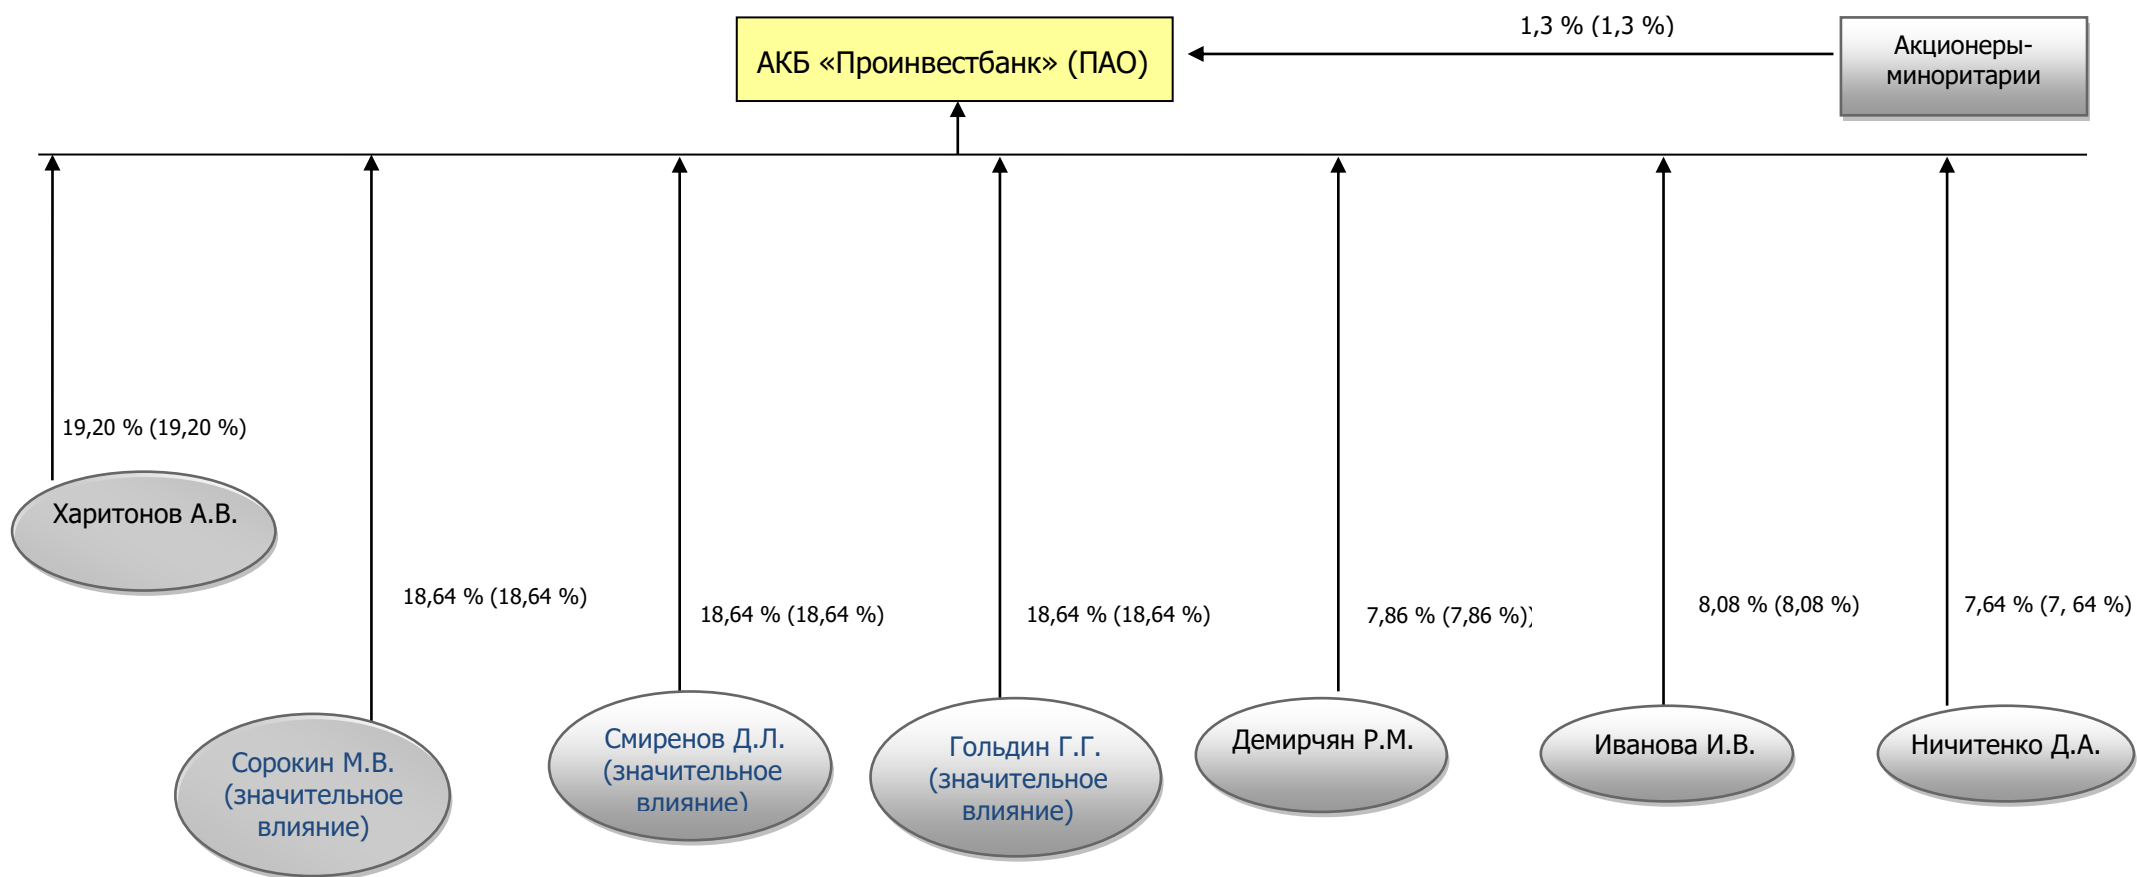 1,3 % (1,3 %)
АКБ «Проинвестбанк» (ПАО)
Акционеры-
миноритарии
19,20 % (19,20 %)
Харитонов А.В.
18,64 % (18,64 %)
18,64 % (18,64 %)
18,64 % (18,64 %)
7,86 % (7,86 %))
8,08 % (8,08 %)
7,64 % (7, 64 %)
Сорокин М.В.
(значительное
влияние)
Смиренов Д.Л.
(значительное
влияние)
Гольдин Г.Г.
(значительное
влияние)
Демирчян Р.М.
Иванова И.В.
Ничитенко Д.А.